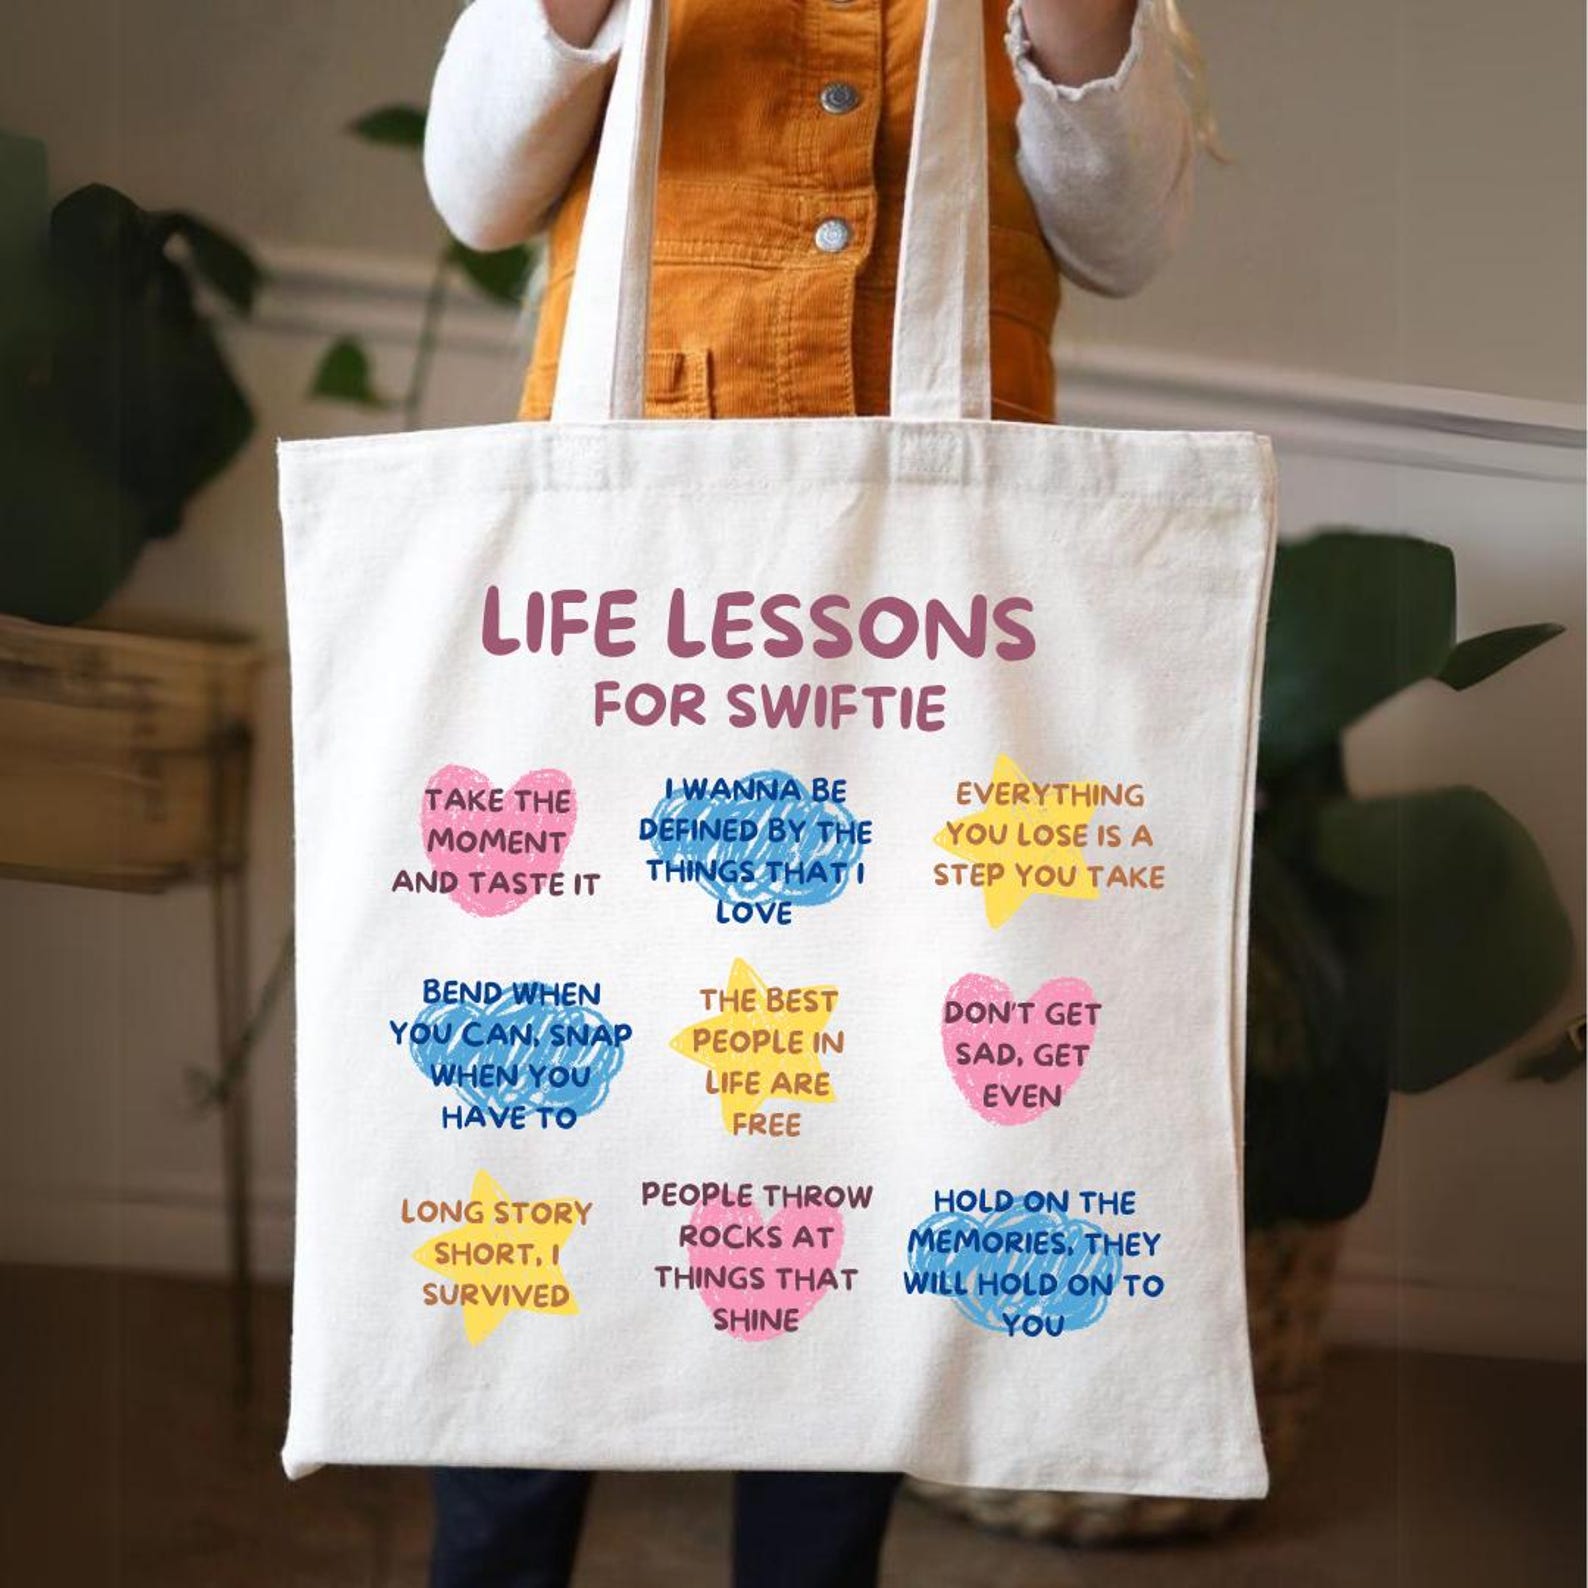 LIFE LESSONS
FOR SWIFTIE
TAKE THE
MOMENT
AND TASTE IT
I WANNA BE
DEFINED BY THE
THINGS THAT I
LOVE
EVERYTHING
YOU LOSE IS A
STEP YOU TAKE
BEND WHEN
YOU CAN, SNAP
WHEN YOU
HAVE TO
THE BEST
PEOPLE IN
LIFE ARE
FREE
DON'T GET
SAD, GET
EVEN
LONG STORY
SHORT, I
SURVIVED
PEOPLE THROW
ROCKS AT
THINGS THAT
SHINE
HOLD ON THE
MEMORIES, THEY
WILL HOLD ON TO
YOU